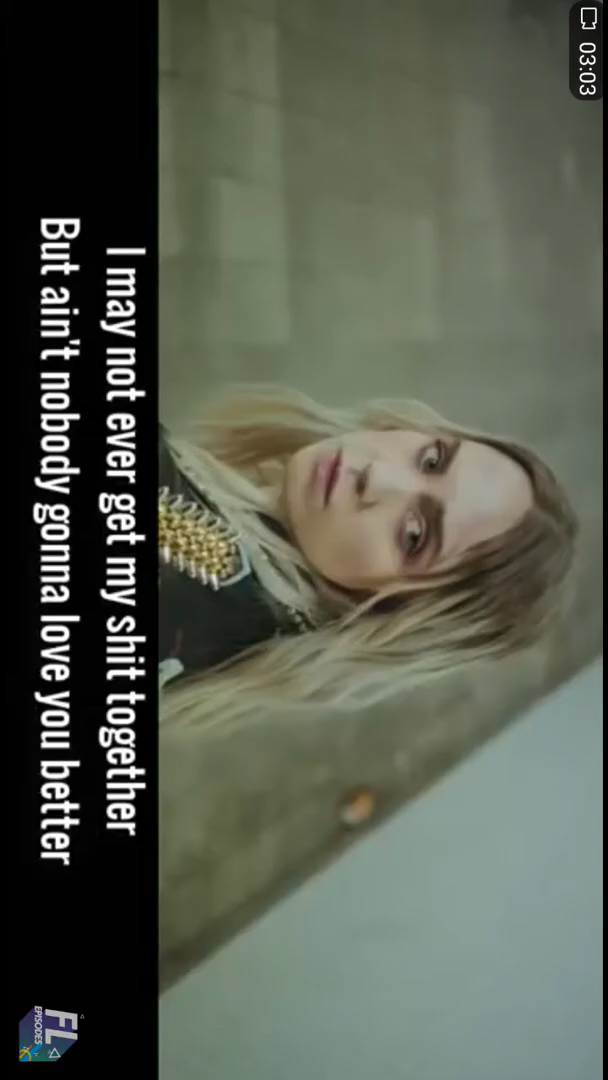 03:03
I may not ever get my shit together
But ain't nobody gonna love you better
FL
EPISODES